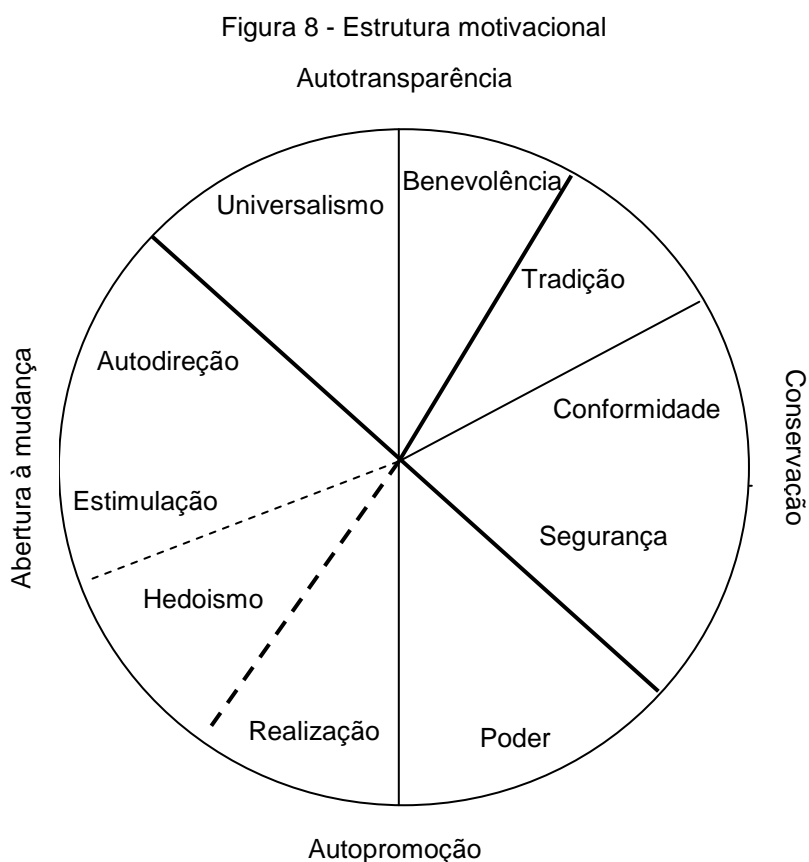 Figura 8 - Estrutura motivacional
Autotransparência
Benevolência
Universalismo
Tradição
Autodireção
Abertura à mudança
Conservação
Conformidade
Estimulação
Segurança
Hedoismo
Realização
Poder
Autopromoção